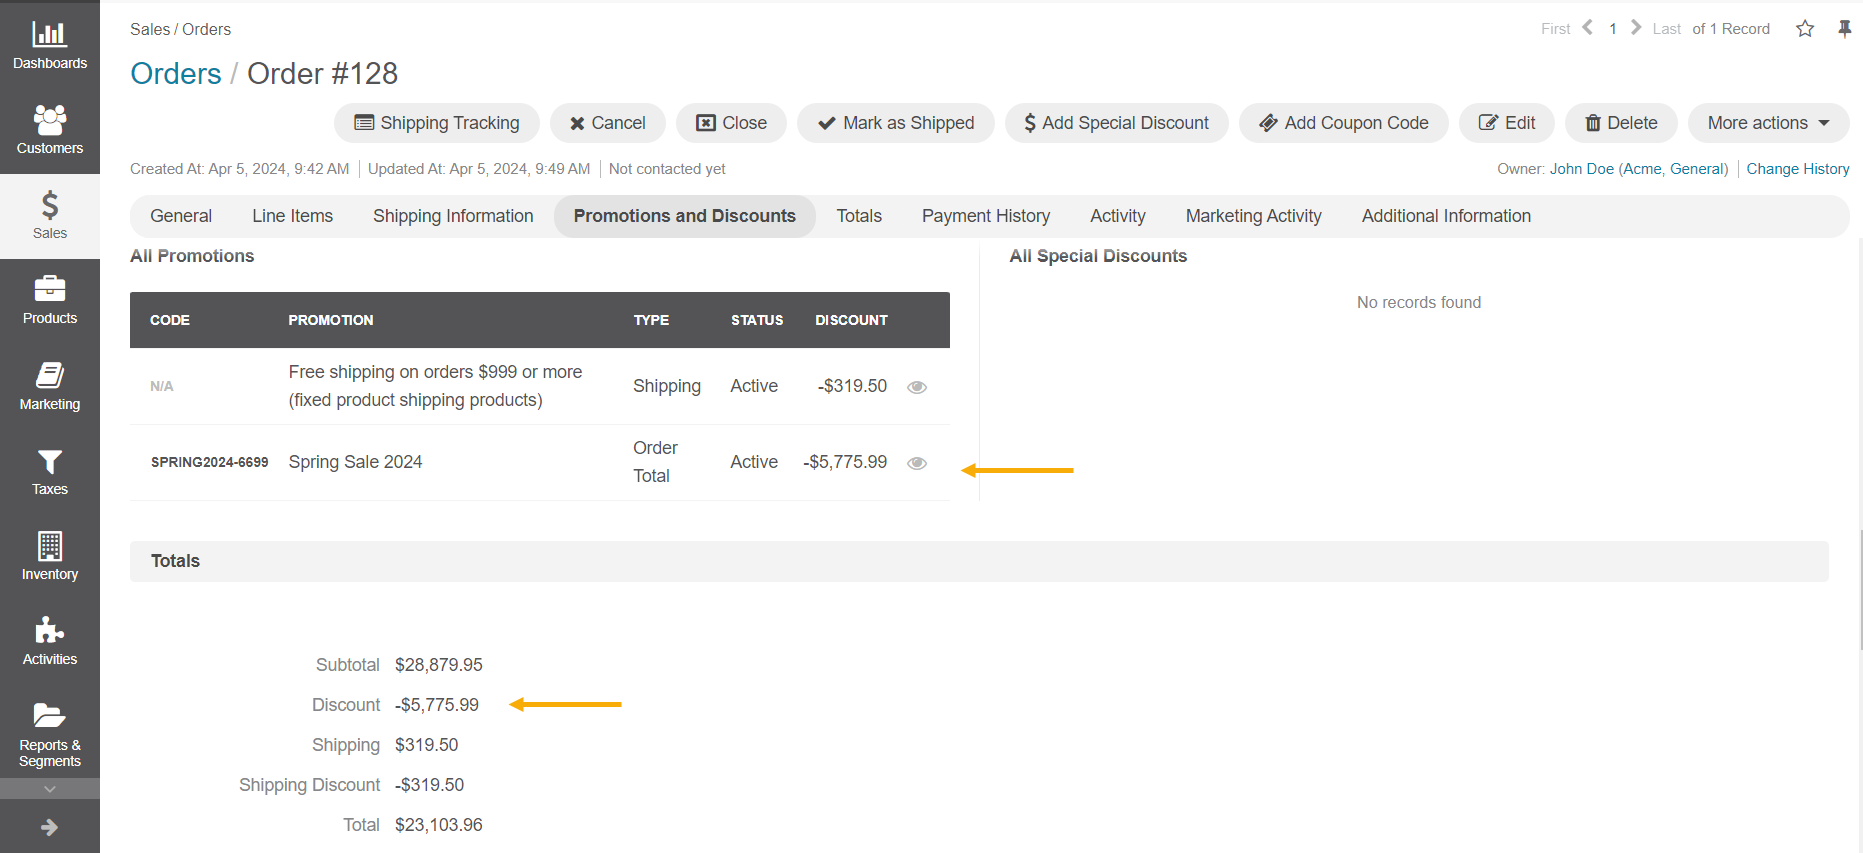 Dashboards
Customers
Sales
Products
Marketing
Taxes
Inventory
Activities
Reports &
Segments
Sales / Orders
First 1 Last of 1 Record
Orders / Order #128
Shipping Tracking Cancel Close Mark as Shipped $ Add Special Discount Add Coupon Code Edit Delete More actions
Created At: Apr 5, 2024, 9:42 AM Updated At: Apr 5, 2024, 9:49 AM Not contacted yet Owner: John Doe (Acme, General) Change History
General Line Items Shipping Information Promotions and Discounts Totals Payment History Activity Marketing Activity Additional Information
All Promotions
CODE PROMOTION TYPE STATUS DISCOUNT
N/A Free shipping on orders $999 or more Shipping Active -$319.50
(fixed product shipping products)
SPRING2024-6699 Spring Sale 2024 Order Active -$5,775.99
Total
All Special Discounts
No records found
Totals
Subtotal $28,879.95
Discount -$5,775.99
Shipping $319.50
Shipping Discount -$319.50
Total $23,103.96